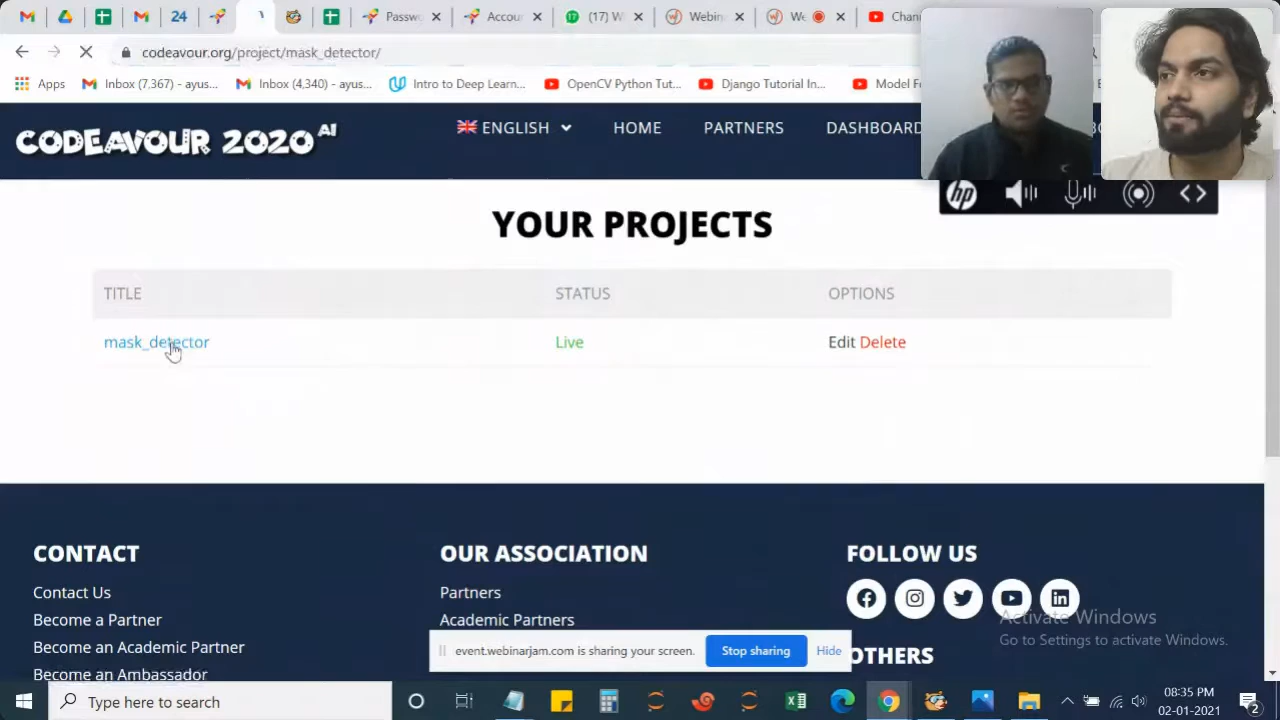 24
Passw
Accour
(17) W
Webin
We
Chan
codeavour.org/project/mask_detector/
Apps
Inbox (7,367) - ayus...
Inbox (4,340) - ayus...
Intro to Deep Learn...
OpenCV Python Tut...
Django Tutorial In...
Model F
CODEAVOUR 2020 AI
ENGLISH
HOME
PARTNERS
DASHBOARD
hp
YOUR PROJECTS
TITLE
STATUS
OPTIONS
mask_detector
Live
Edit Delete
CONTACT
OUR ASSOCIATION
FOLLOW US
Contact Us
Partners
Become a Partner
Academic Partners
Activate Windows
Go to Settings to activate Windows.
Become an Academic Partner
event.webinarjam.com is sharing your screen.
Stop sharing
Hide
OTHERS
Become an Ambassador
Type here to search
08:35 PM
02-01-2021
2